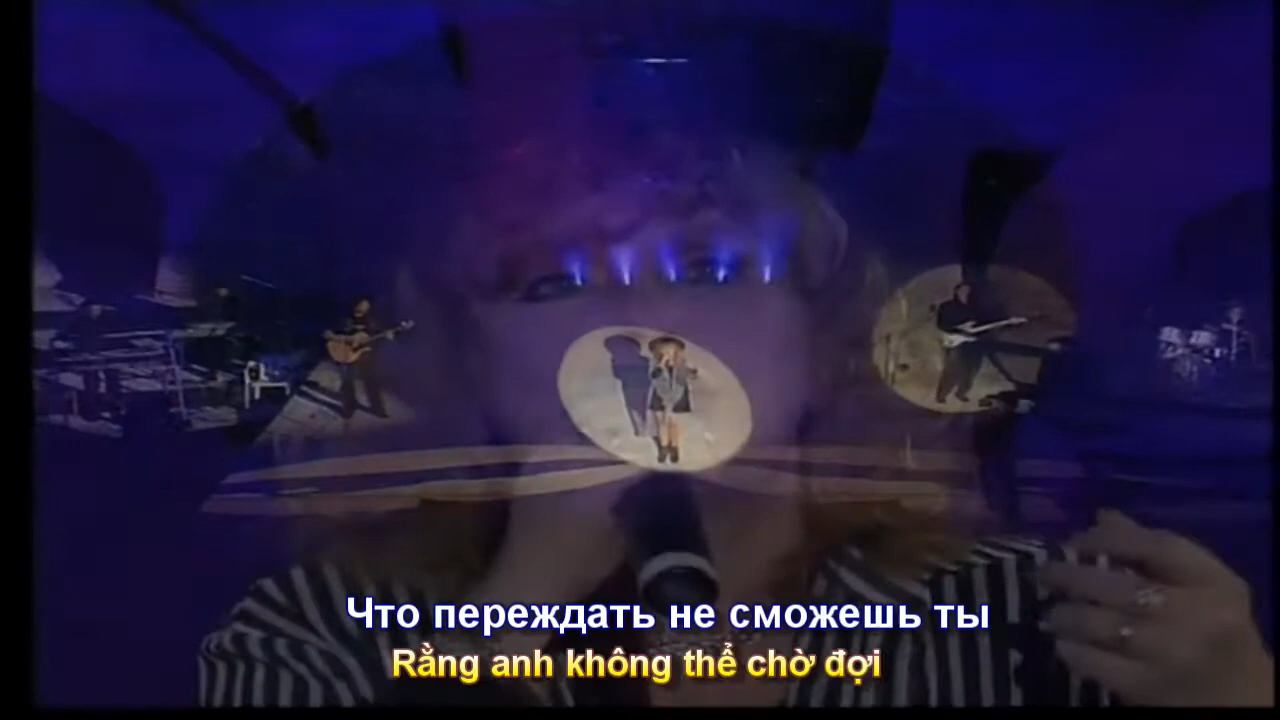 Что переждать не сможешь ты
Rằng anh không thể chờ đợi